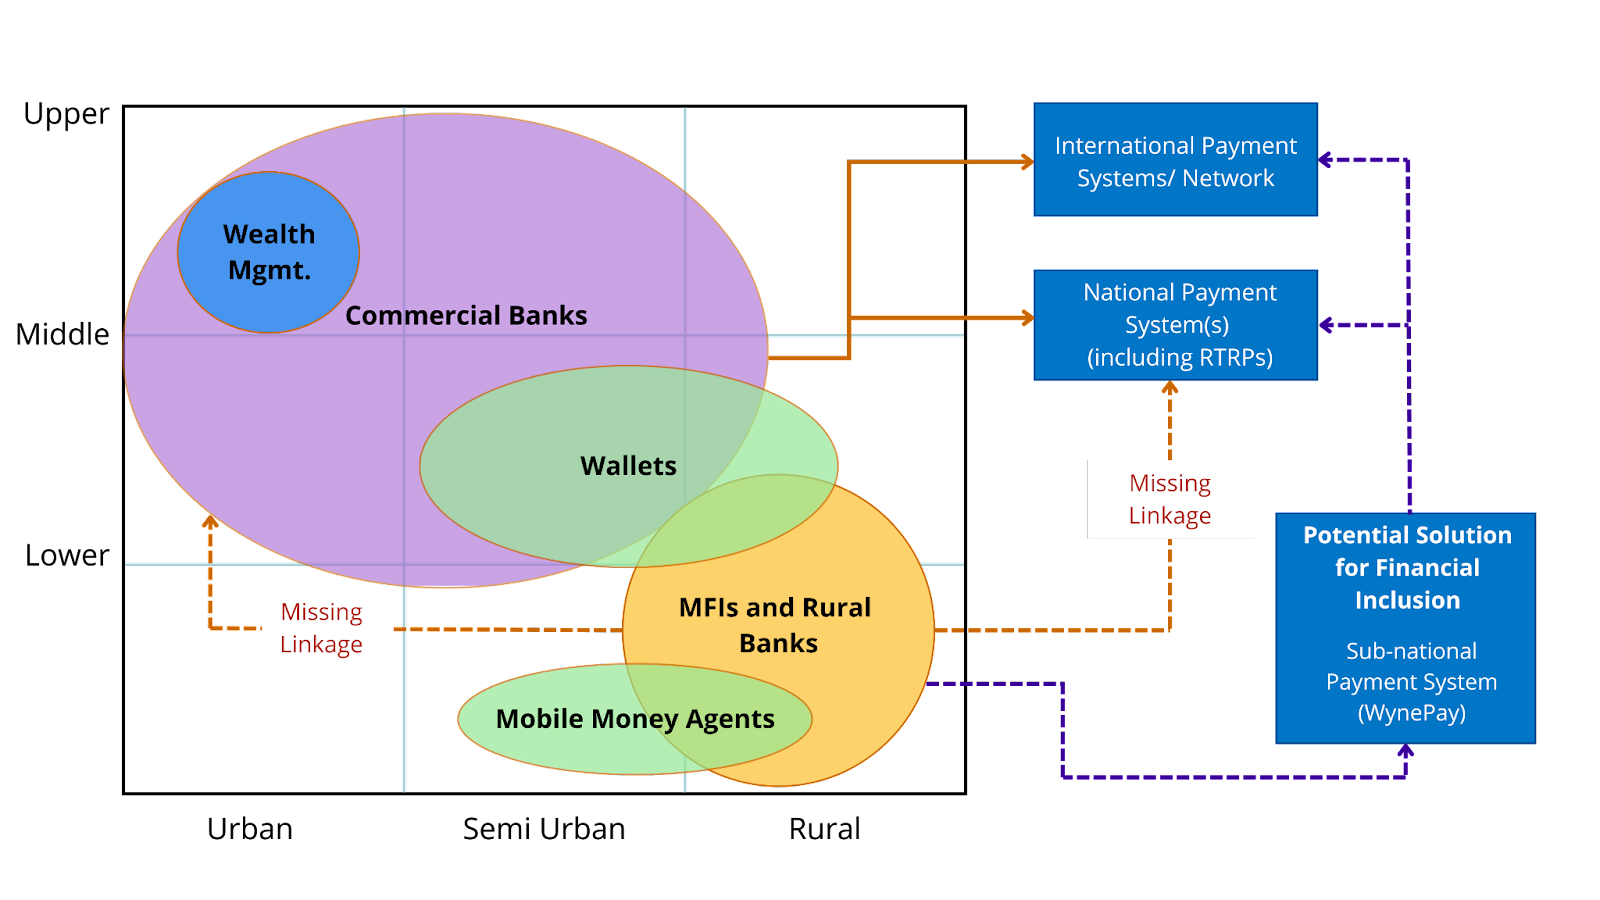 Upper
Middle
Lower
Wealth
Mgmt.
Commercial Banks
Wallets
MFIs and Rural
Banks
Mobile Money Agents
Missing
Linkage
Urban
Semi Urban
Rural
International Payment
Systems/ Network
National Payment
System(s)
(including RTRPs)
Missing
Linkage
Potential Solution
for Financial
Inclusion
Sub-national
Payment System
(WynePay)